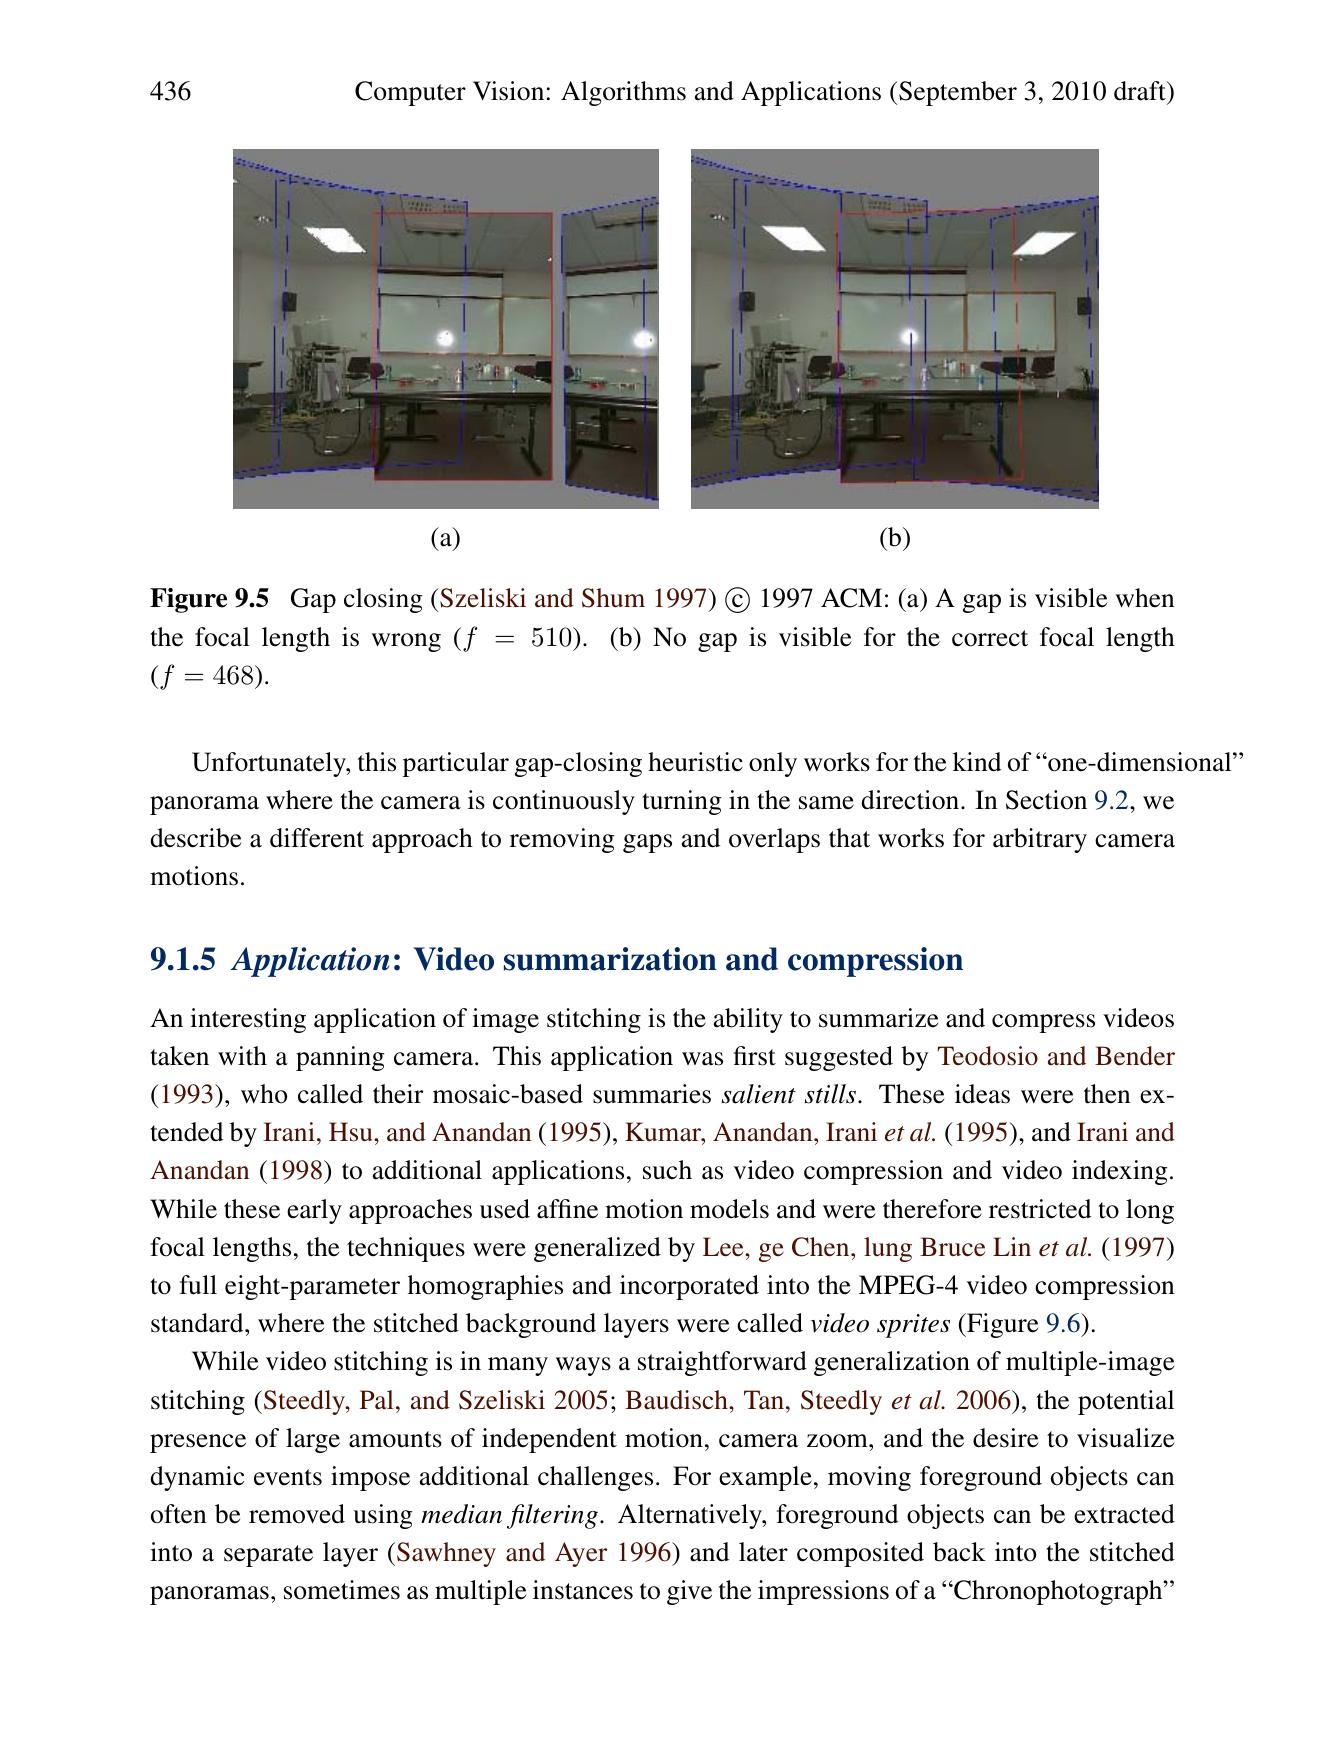 436
Computer Vision: Algorithms and Applications (September 3, 2010 draft)
(a)
(b)
Figure 9.5 Gap closing (Szeliski and Shum 1997) © 1997 ACM: (a) A gap is visible when
the focal length is wrong (f = 510). (b) No gap is visible for the correct focal length
(f = 468).
Unfortunately, this particular gap-closing heuristic only works for the kind of “one-dimensional”
panorama where the camera is continuously turning in the same direction. In Section 9.2, we
describe a different approach to removing gaps and overlaps that works for arbitrary camera
motions.
9.1.5 Application: Video summarization and compression
An interesting application of image stitching is the ability to summarize and compress videos
taken with a panning camera. This application was first suggested by Teodosio and Bender
(1993), who called their mosaic-based summaries salient stills. These ideas were then ex-
tended by Irani, Hsu, and Anandan (1995), Kumar, Anandan, Irani et al. (1995), and Irani and
Anandan (1998) to additional applications, such as video compression and video indexing.
While these early approaches used affine motion models and were therefore restricted to long
focal lengths, the techniques were generalized by Lee, ge Chen, lung Bruce Lin et al. (1997)
to full eight-parameter homographies and incorporated into the MPEG-4 video compression
standard, where the stitched background layers were called video sprites (Figure 9.6).
While video stitching is in many ways a straightforward generalization of multiple-image
stitching (Steedly, Pal, and Szeliski 2005; Baudisch, Tan, Steedly et al. 2006), the potential
presence of large amounts of independent motion, camera zoom, and the desire to visualize
dynamic events impose additional challenges. For example, moving foreground objects can
often be removed using median filtering. Alternatively, foreground objects can be extracted
into a separate layer (Sawhney and Ayer 1996) and later composited back into the stitched
panoramas, sometimes as multiple instances to give the impressions of a “Chronophotograph”